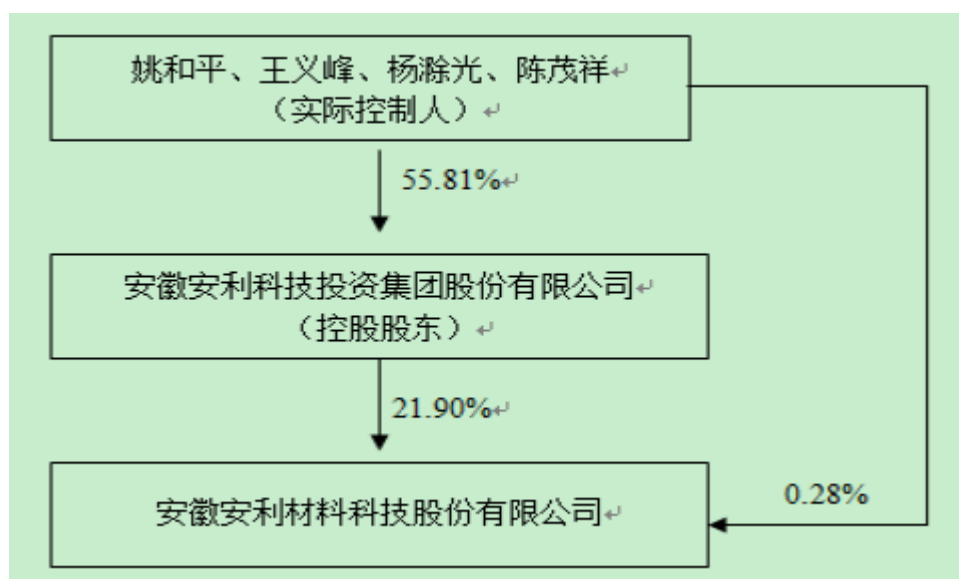 姚和平、王义峰、杨滁光、陈茂祥
（实际控制人）
55.81%
安徽安利科技投资集团股份有限公司
（控股股东）
21.90%
安徽安利材料科技股份有限公司
0.28%